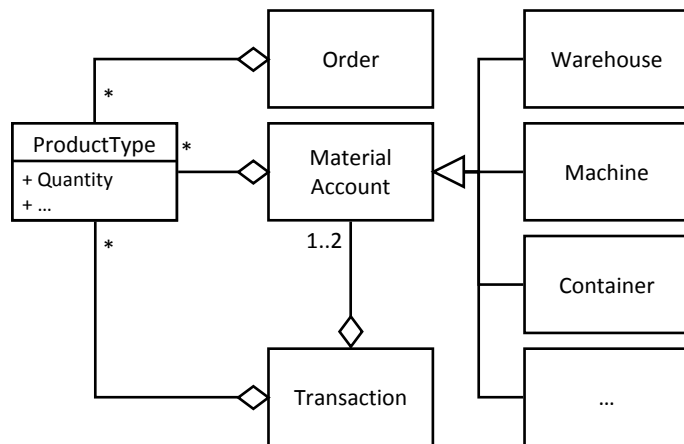 Order
Warehouse
*
ProductType
+ Quantity
+ ...
*
Material
Account
Machine
*
1..2
Container
Transaction
...